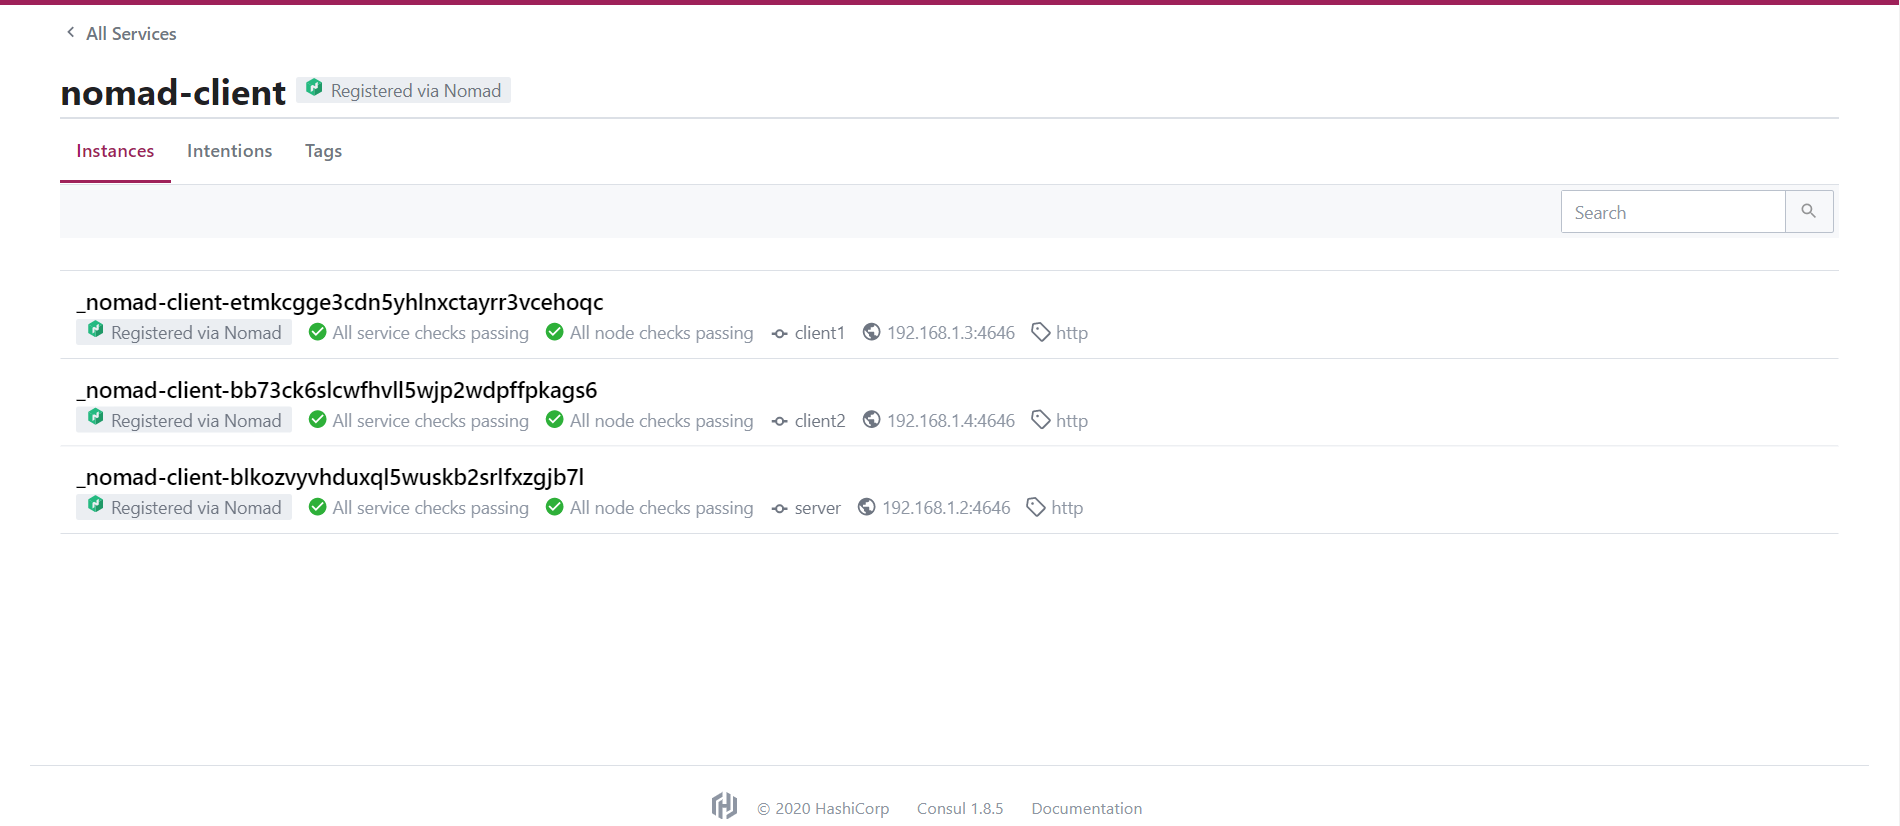 All Services
nomad-client Registered via Nomad
Instances Intentions Tags
Search
_nomad-client-etmkcgge3cdn5yhlnxctayrr3vcehoqc
Registered via Nomad All service checks passing All node checks passing client1 192.168.1.3:4646 http
_nomad-client-bb73ck6slcwfhvll5wjp2wdpffpkags6
Registered via Nomad All service checks passing All node checks passing client2 192.168.1.4:4646 http
_nomad-client-blkozvyvhduxql5wuskb2srlfxzgjb7l
Registered via Nomad All service checks passing All node checks passing server 192.168.1.2:4646 http
© 2020 HashiCorp Consul 1.8.5 Documentation